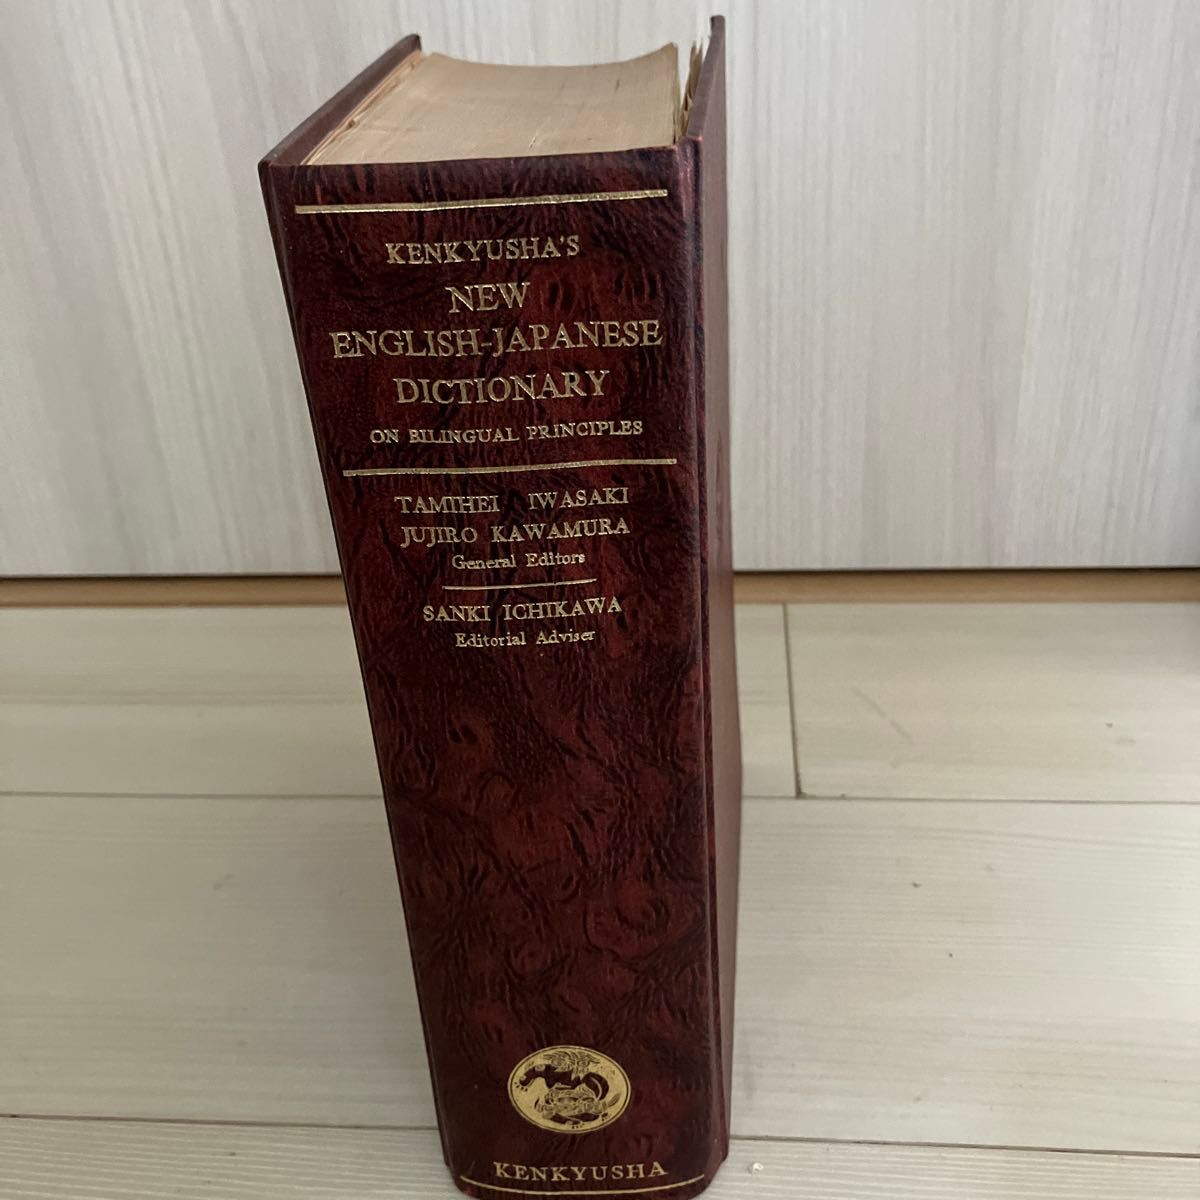 KENKYUSHA'S
NEW
ENGLISH-JAPANESE
DICTIONARY
ON BILINGUAL PRINCIPLES
TAMIHEI IWASAKI
JUJIRO KAWAMURA
General Editors
SANKI ICHIKAWA
Editorial Adviser
KENKYUSHA